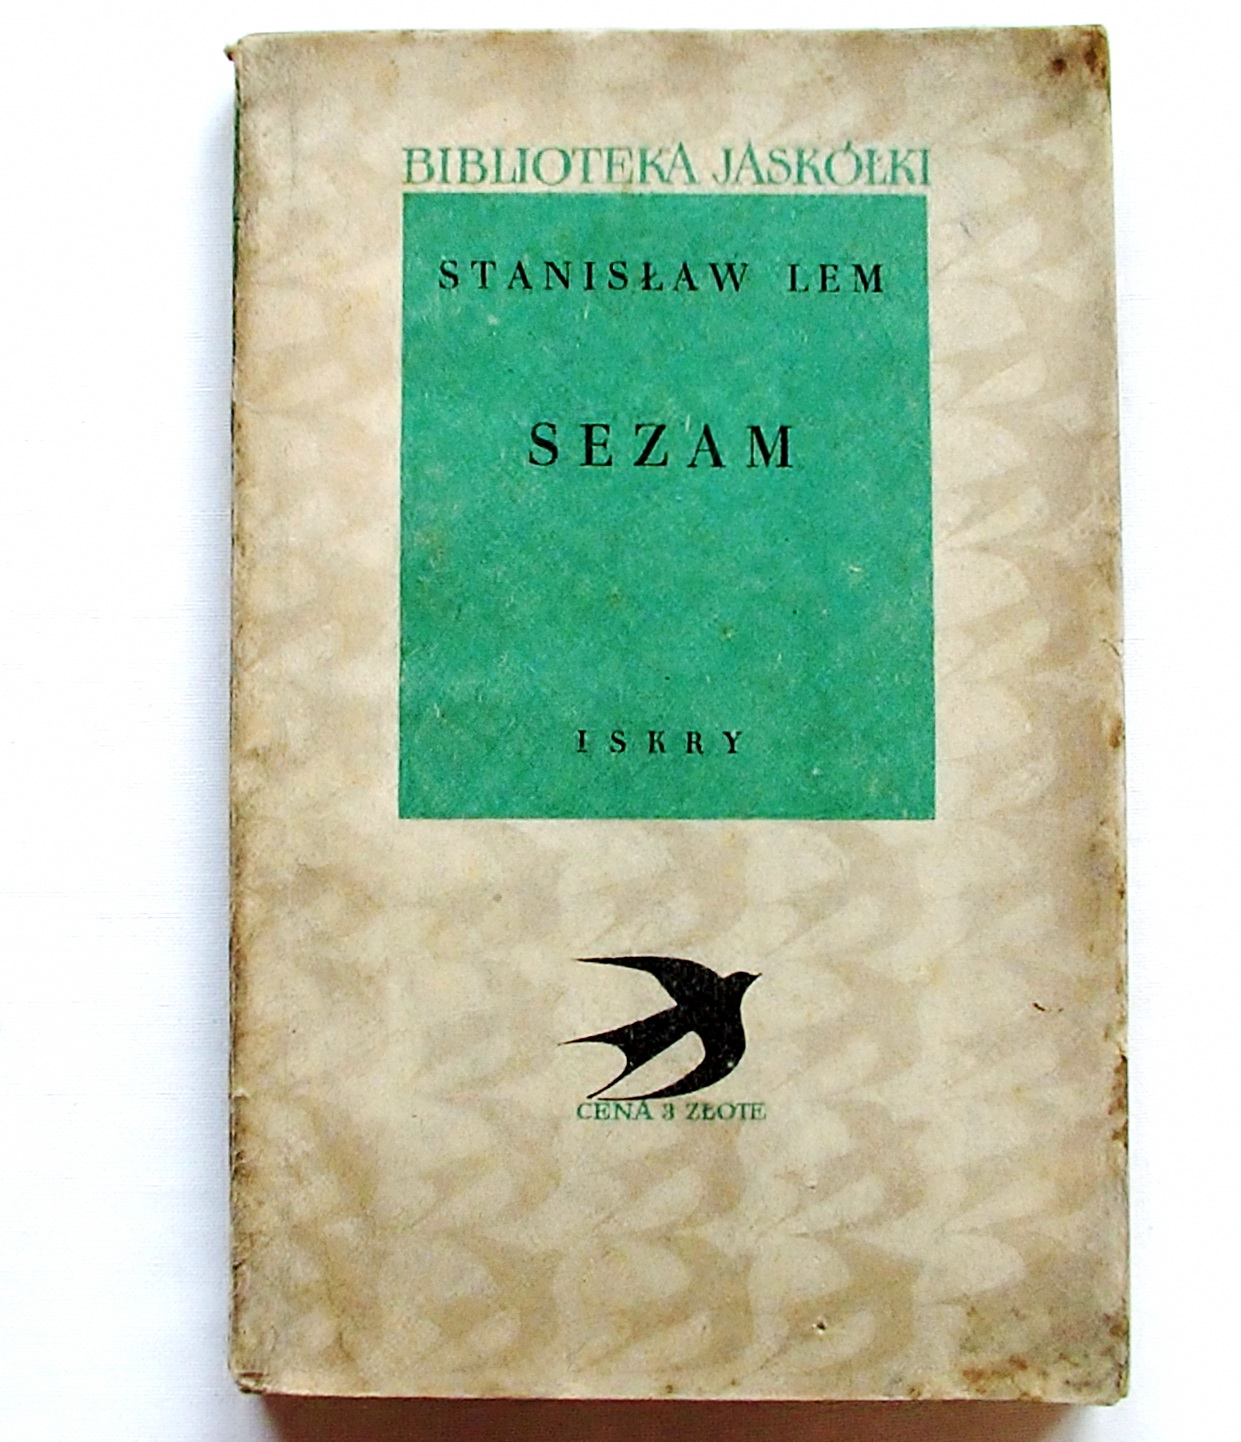 BIBLIOTEKA JASKÓŁKI
STANISŁAW LEM
SEZAM
ISKRY
CENA 3 ZŁOTE